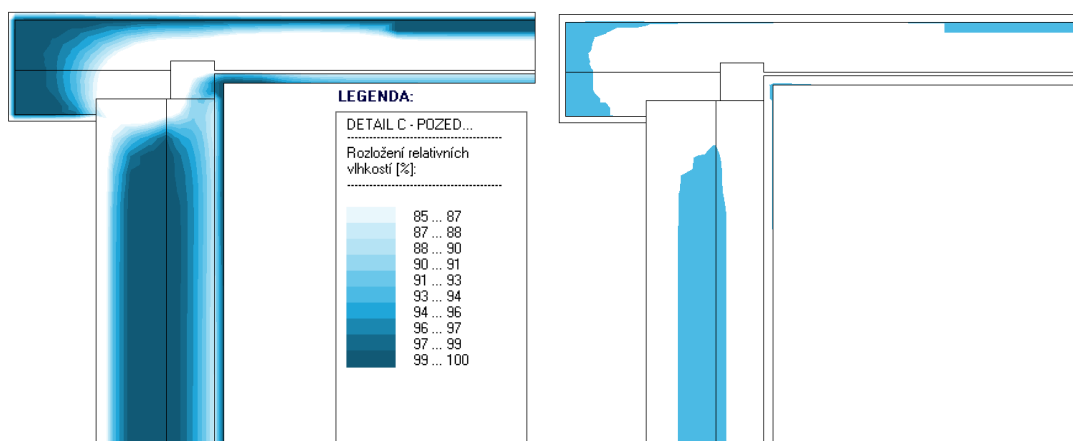 LEGENDA:
DETAIL C - POZED...
Rozložení relativních
vlhkostí [%]:
85 ... 87
87 ... 88
88 ... 90
90 ... 91
91 ... 93
93 ... 94
94 ... 96
96 ... 97
97 ... 99
99 ... 100